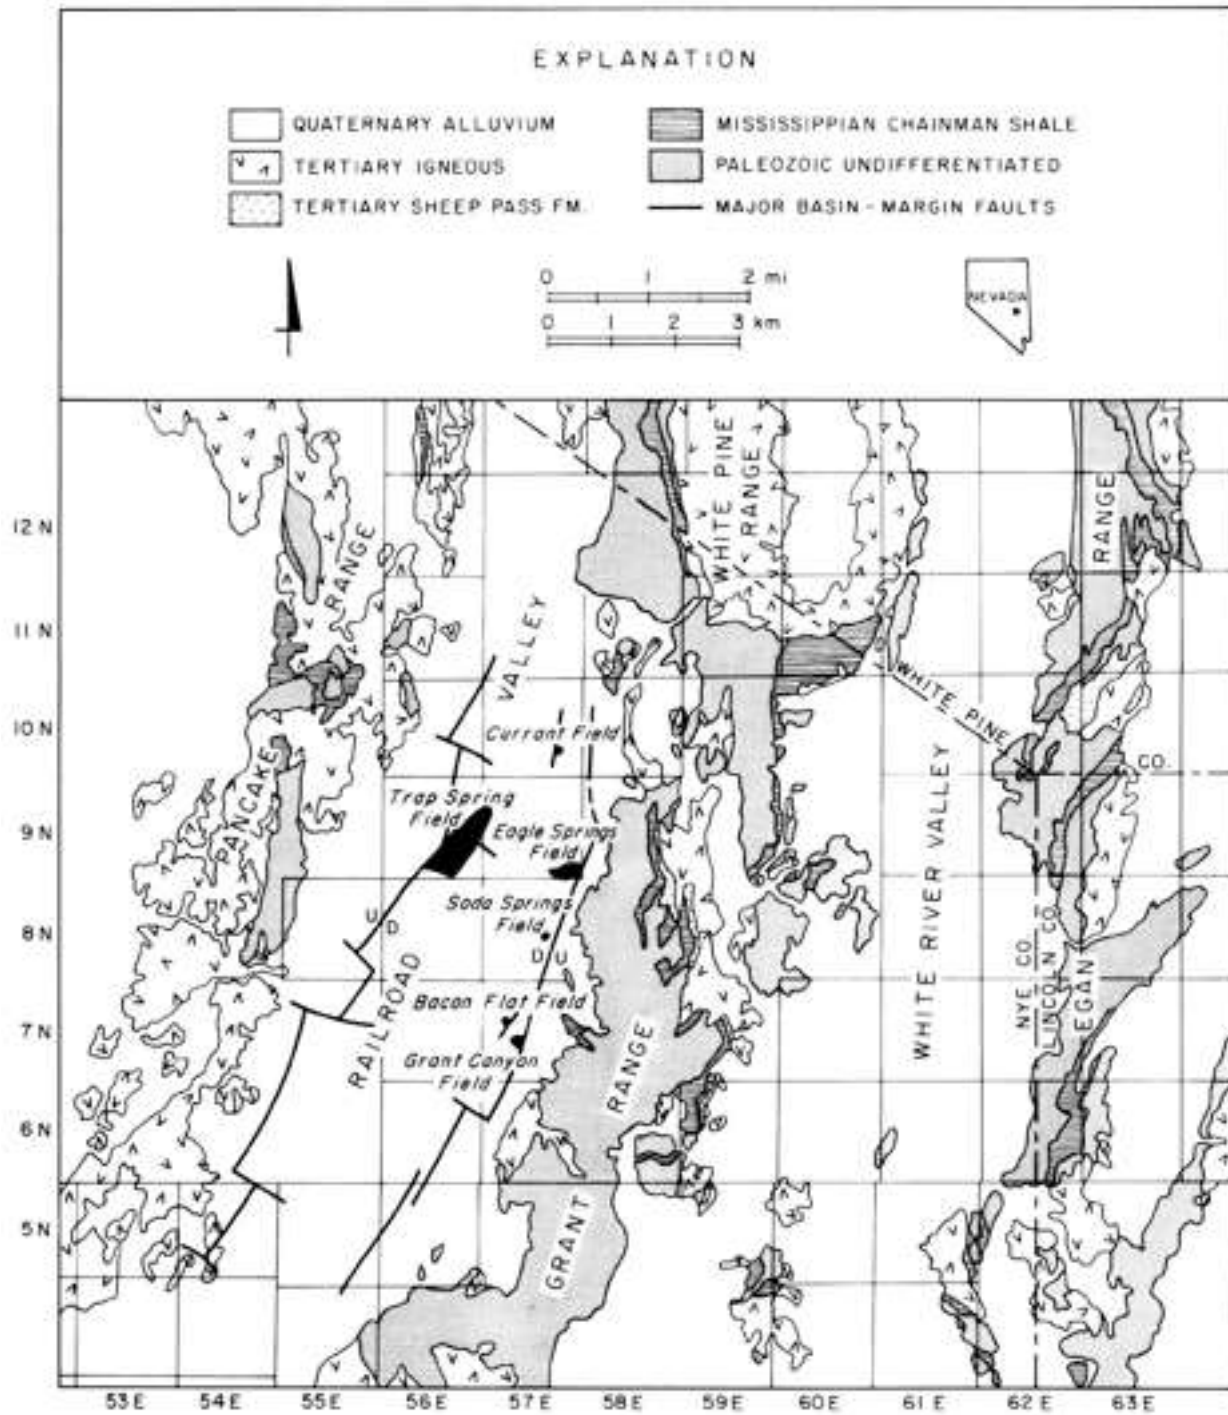 EXPLANATION
QUATERNARY ALLUVIUM
TERTIARY IGNEOUS
TERTIARY SHEEP PASS FM.
MISSISSIPPIAN CHAINMAN SHALE
PALEOZOIC UNDIFFERENTIATED
MAJOR BASIN-MARGIN FAULTS
0 1 2 mi
0 1 2 3 km
NEVADA
12 N
11 N
10 N
9 N
8 N
7 N
6 N
5 N
PANCAKE
RANGE
RAILROAD
VALLEY
WHITE PINE
RANGE
WHITE PINE
CO.
WHITE RIVER VALLEY
NYE CO
LINCOLN CO.
EGAN
RANGE
GRANT
RANGE
Currant Field
Trap Spring
Field
Eagle Springs
Field
Soda Springs
Field
Bacon Flat Field
Grant Canyon
Field
U
D
D U
53 E 54 E 55 E 56 E 57 E 58 E 59 E 60 E 61 E 62 E 63 E